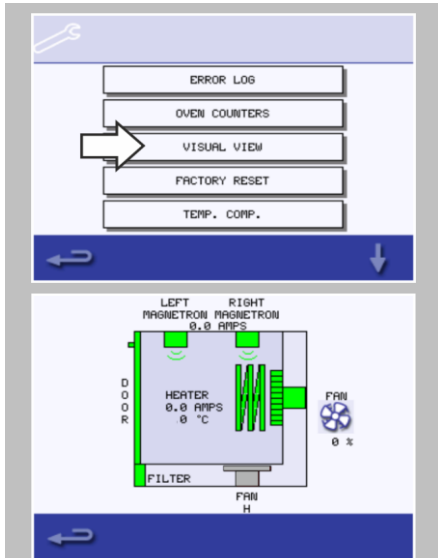 ERROR LOG
OVEN COUNTERS
VISUAL VIEW
FACTORY RESET
TEMP. COMP.
LEFT RIGHT
MAGNETRON MAGNETRON
0.0 AMPS
DOOR
HEATER
0.0 AMPS
0 °C
FAN
0 %
FILTER
FAN
H